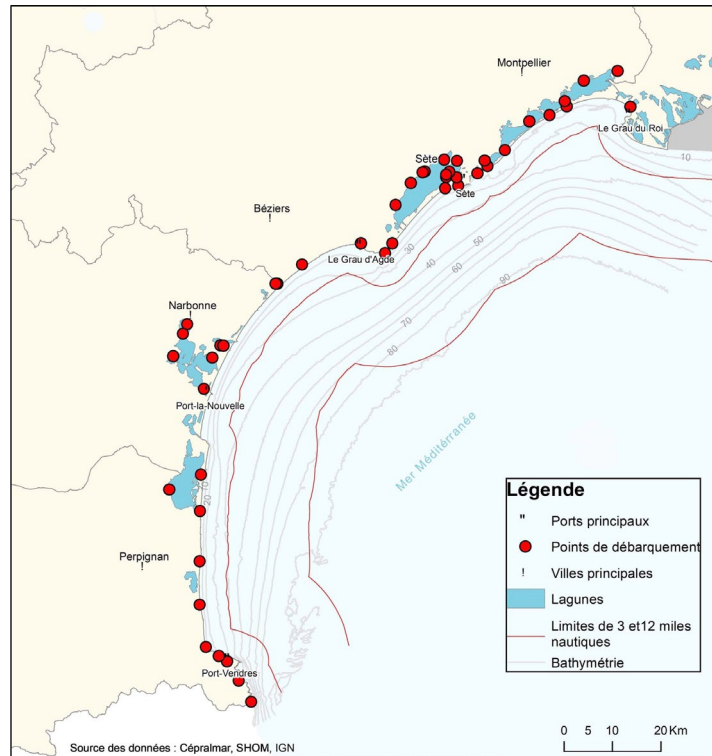 Montpellier
!
Le Grau du Roi
10
Sète
"
Sète
Béziers
!
Le Grau d'Agde
30
40
50
60
90
70
80
Narbonne
!
Port-la-Nouvelle
10
20
Mer Méditérranée
Perpignan
!
Port-Vendres
Légende
" Ports principaux
Points de débarquement
! Villes principales
Lagunes
Limites de 3 et12 miles
nautiques
Bathymétrie
Source des données : Cépralmar, SHOM, IGN
0 5 10 20 Km